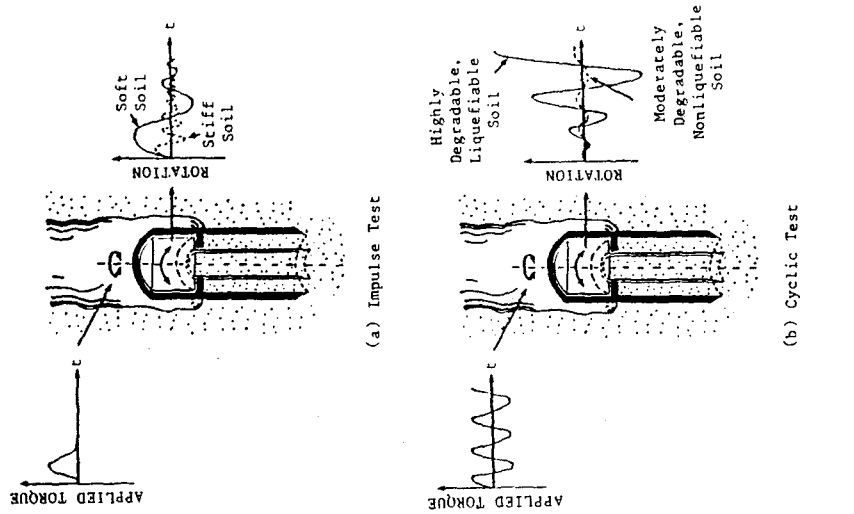 APPLIED TORQUE
t
ROTATION
t
Soft
Soil
Stiff
Soil
(a) Impulse Test
APPLIED TORQUE
t
ROTATION
t
Highly
Degradable,
Liquefiable
Soil
Moderately
Degradable,
Nonliquefiable
Soil
(b) Cyclic Test